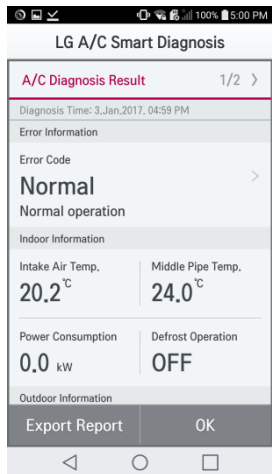 100% 5:00 PM
LG A/C Smart Diagnosis
A/C Diagnosis Result 1/2
Diagnosis Time: 3,Jan,2017, 04:59 PM
Error Information
Error Code
Normal
Normal operation
Indoor Information
Intake Air Temp. Middle Pipe Temp.
20.2℃ 24.0℃
Power Consumption Defrost Operation
0.0 kW OFF
Outdoor Information
Export Report OK